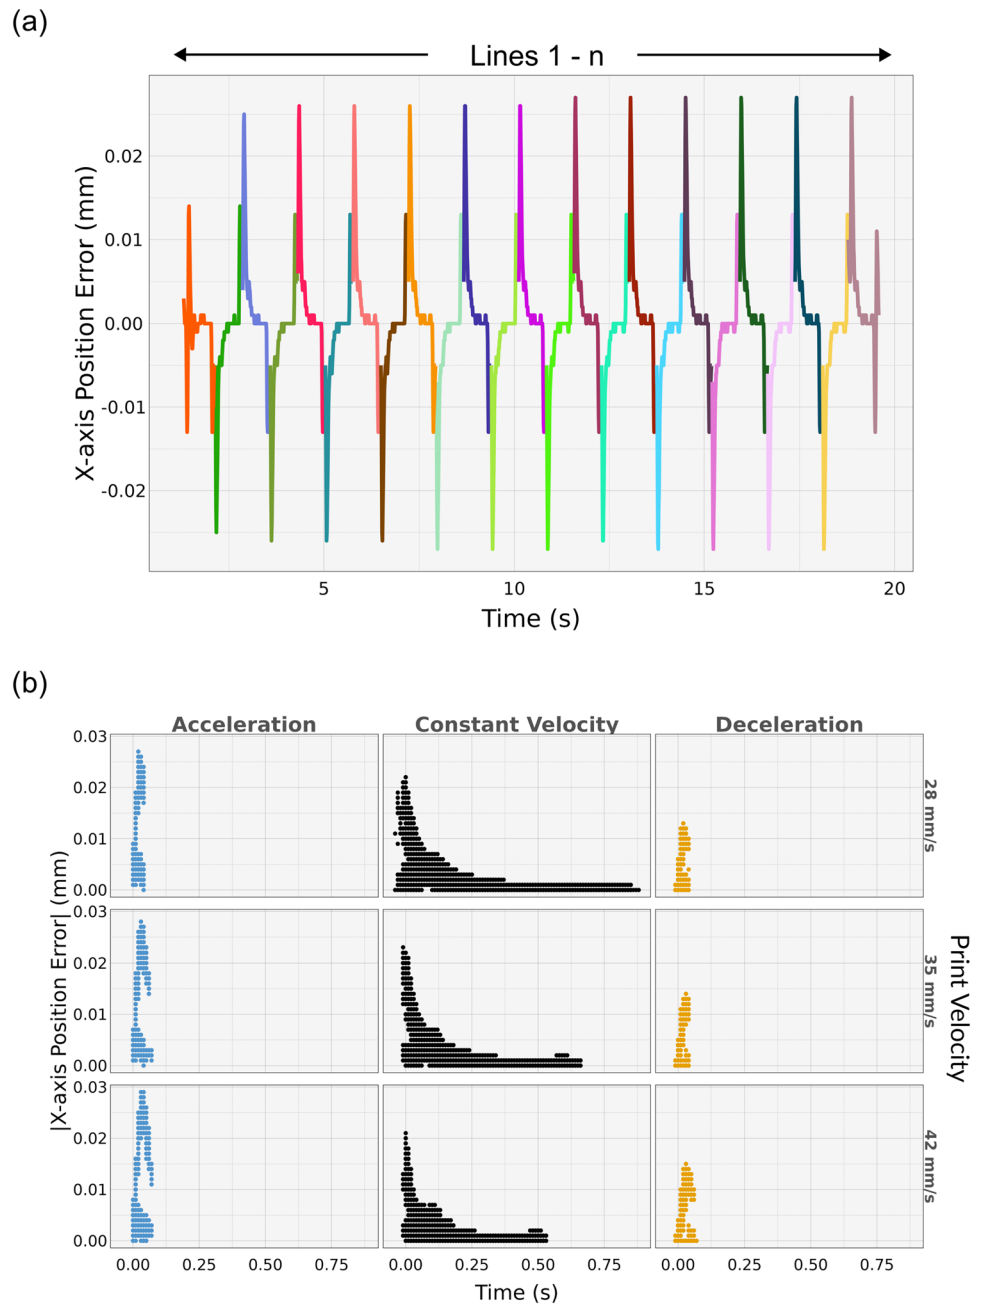 (a)
Lines 1 - n
X-axis Position Error (mm)
0.02
0.01
0.00
-0.01
-0.02
5 10 15 20
Time (s)
(b)
Acceleration Constant Velocity Deceleration
|X-axis Position Error| (mm)
0.03
0.02
0.01
0.00
28 mm/s
0.03
0.02
0.01
0.00
35 mm/s
0.03
0.02
0.01
0.00
42 mm/s
Print Velocity
0.00 0.25 0.50 0.75 0.00 0.25 0.50 0.75 0.00 0.25 0.50 0.75
Time (s)